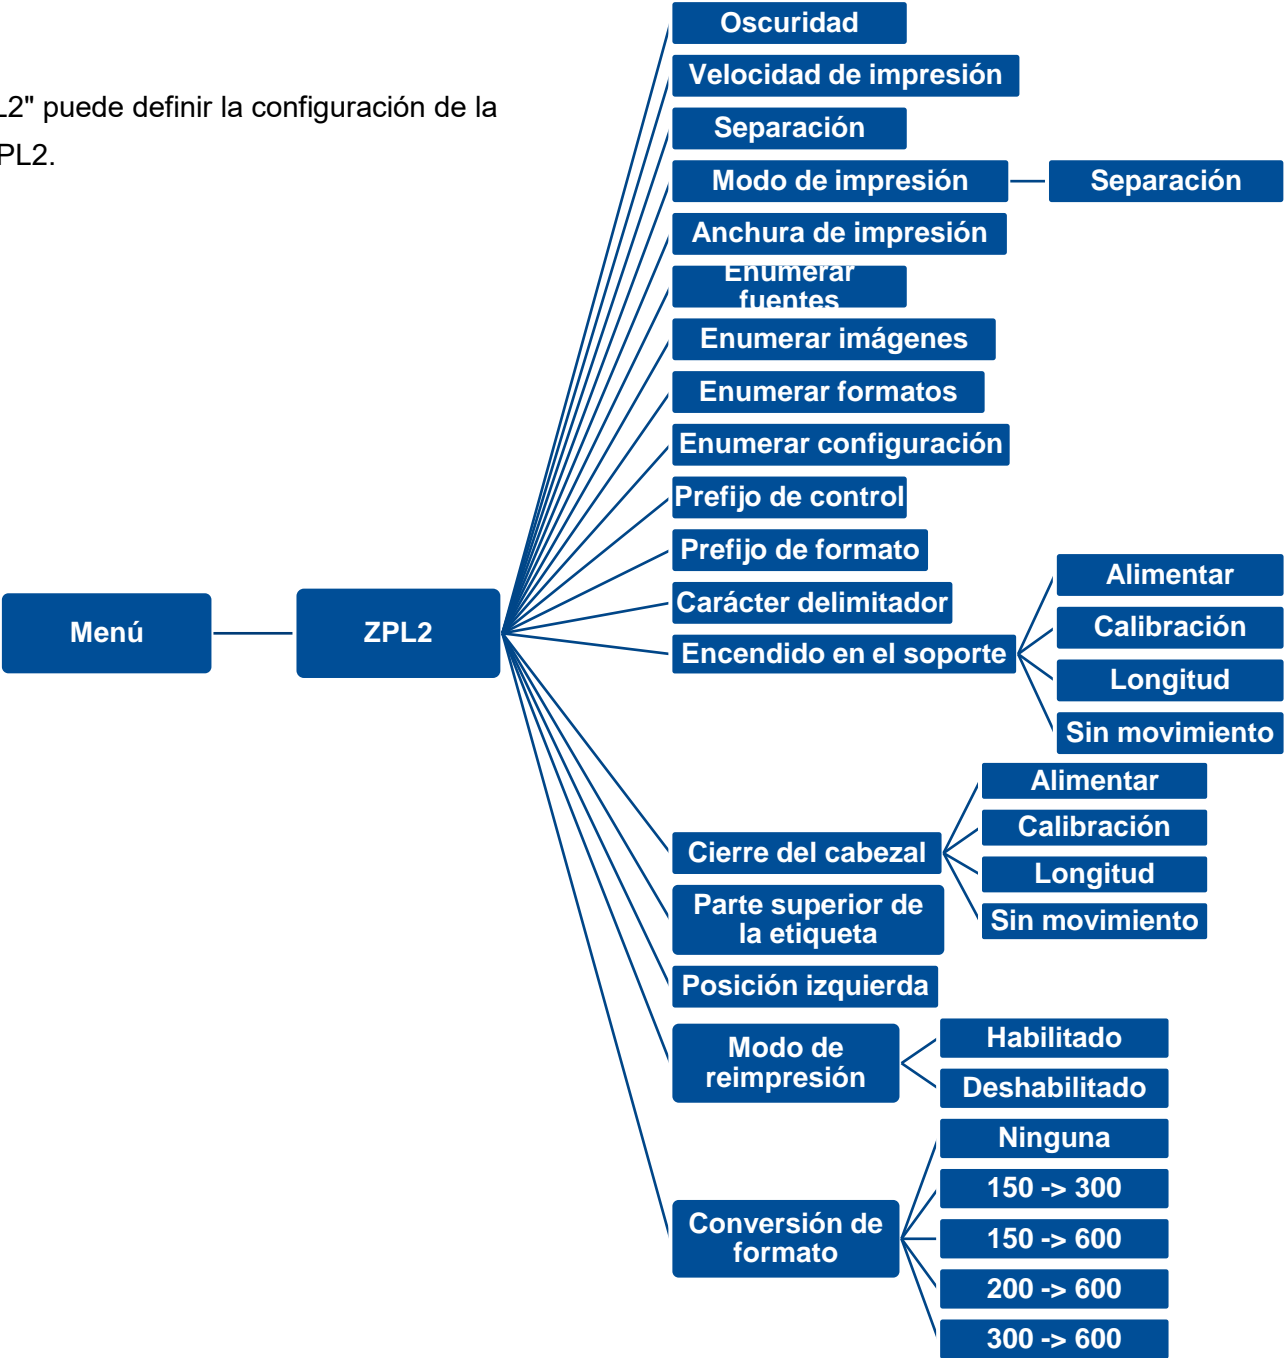 L2" puede definir la configuración de la
PL2.
Menú
ZPL2
Oscuridad
Velocidad de impresión
Separación
Modo de impresión
Separación
Anchura de impresión
Enumerar
fuentes
Enumerar imágenes
Enumerar formatos
Enumerar configuración
Prefijo de control
Prefijo de formato
Carácter delimitador
Encendido en el soporte
Alimentar
Calibración
Longitud
Sin movimiento
Cierre del cabezal
Alimentar
Calibración
Longitud
Sin movimiento
Parte superior de
la etiqueta
Posición izquierda
Modo de
reimpresión
Habilitado
Deshabilitado
Conversión de
formato
Ninguna
150 -> 300
150 -> 600
200 -> 600
300 -> 600